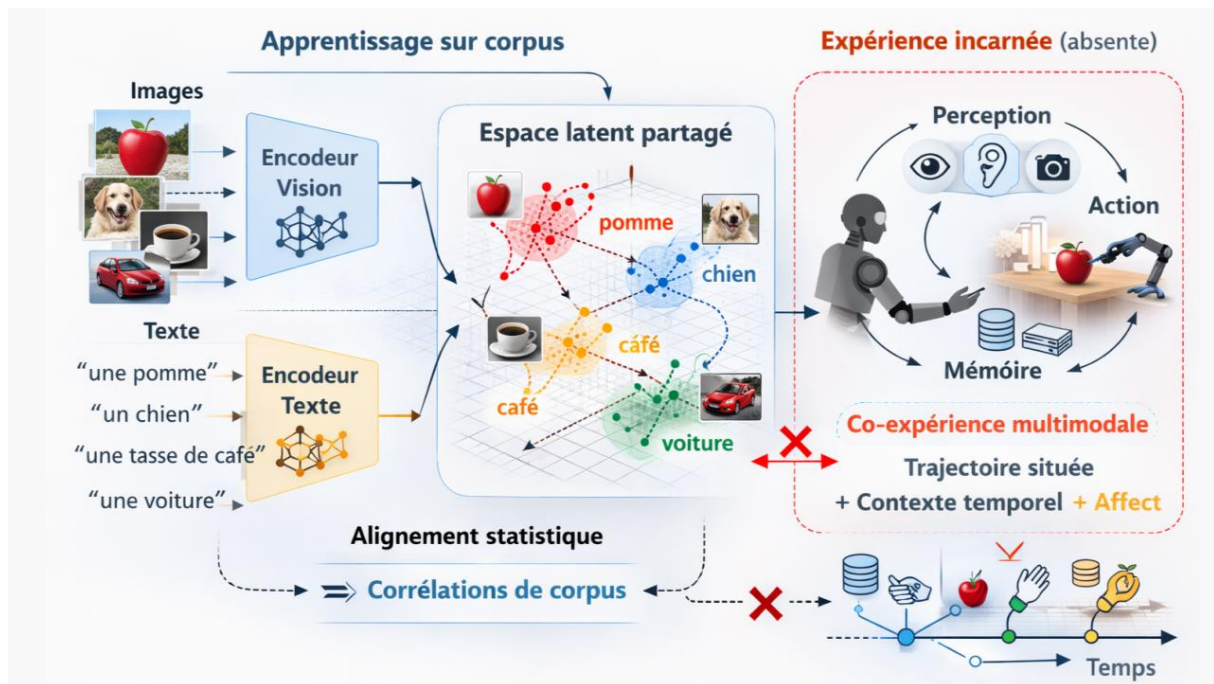 Apprentissage sur corpus
Expérience incarnée (absente)
Images
Encodeur
Vision
Texte
“une pomme”
“un chien”
“une tasse de café”
“une voiture”
Encodeur
Texte
Espace latent partagé
pomme
chien
cáfé
café
voiture
Perception
Action
Mémóire
Co-expérience multimodale
Trajectoire située
+ Contexte temporel + Affect
Alignement statistique
Corrélations de corpus
Temps